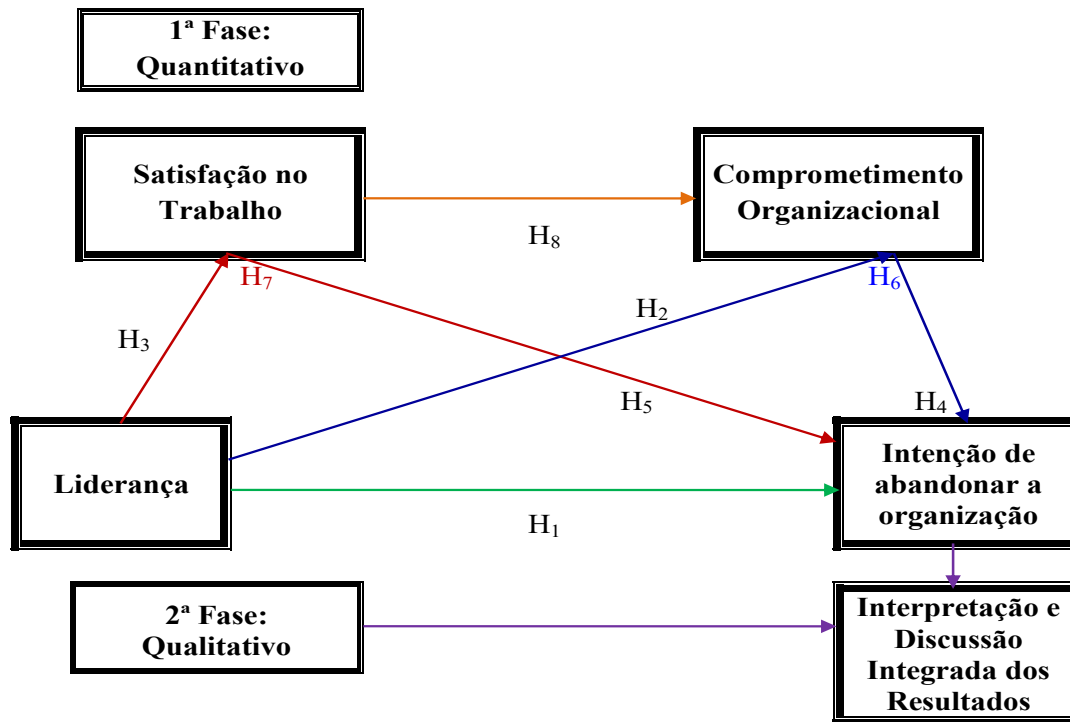 1ª Fase:
Quantitativo
Satisfação no
Trabalho
Comprometimento
Organizacional
H₈
H₇
H₆
H₂
H₃
H₅
H₄
Liderança
Intenção de
abandonar a
organização
H₁
2ª Fase:
Qualitativo
Interpretação e
Discussão
Integrada dos
Resultados